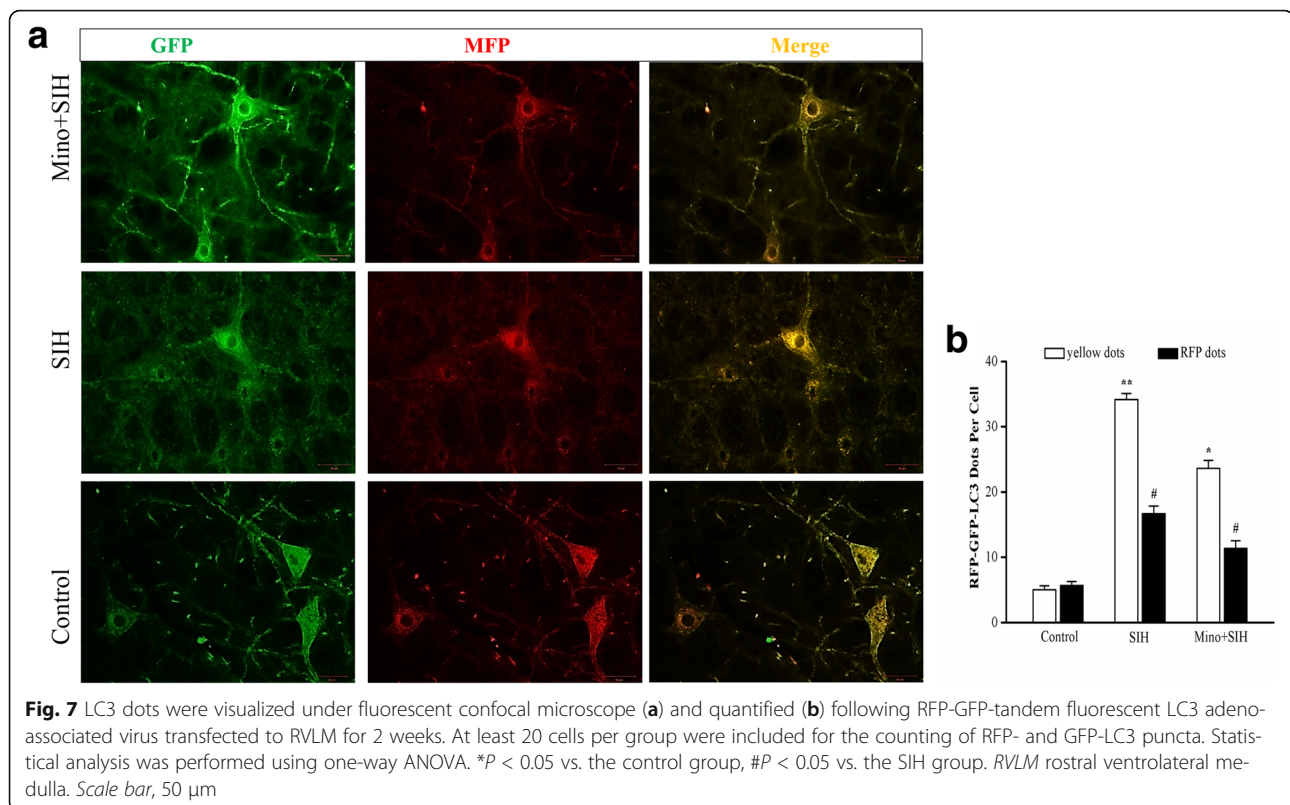 a
GFP MFP Merge
Mino+SIH
SIH
Control
b
yellow dots RFP dots
RFP-GFP-LC3 Dots Per Cell
40
30
20
10
0
** # * #
Control SIH Mino+SIH
Fig. 7 LC3 dots were visualized under fluorescent confocal microscope (a) and quantified (b) following RFP-GFP-tandem fluorescent LC3 adeno-
associated virus transfected to RVLM for 2 weeks. At least 20 cells per group were included for the counting of RFP- and GFP-LC3 puncta. Statis-
tical analysis was performed using one-way ANOVA. *P < 0.05 vs. the control group, #P < 0.05 vs. the SIH group. RVLM rostral ventrolateral me-
dulla. Scale bar, 50 μm